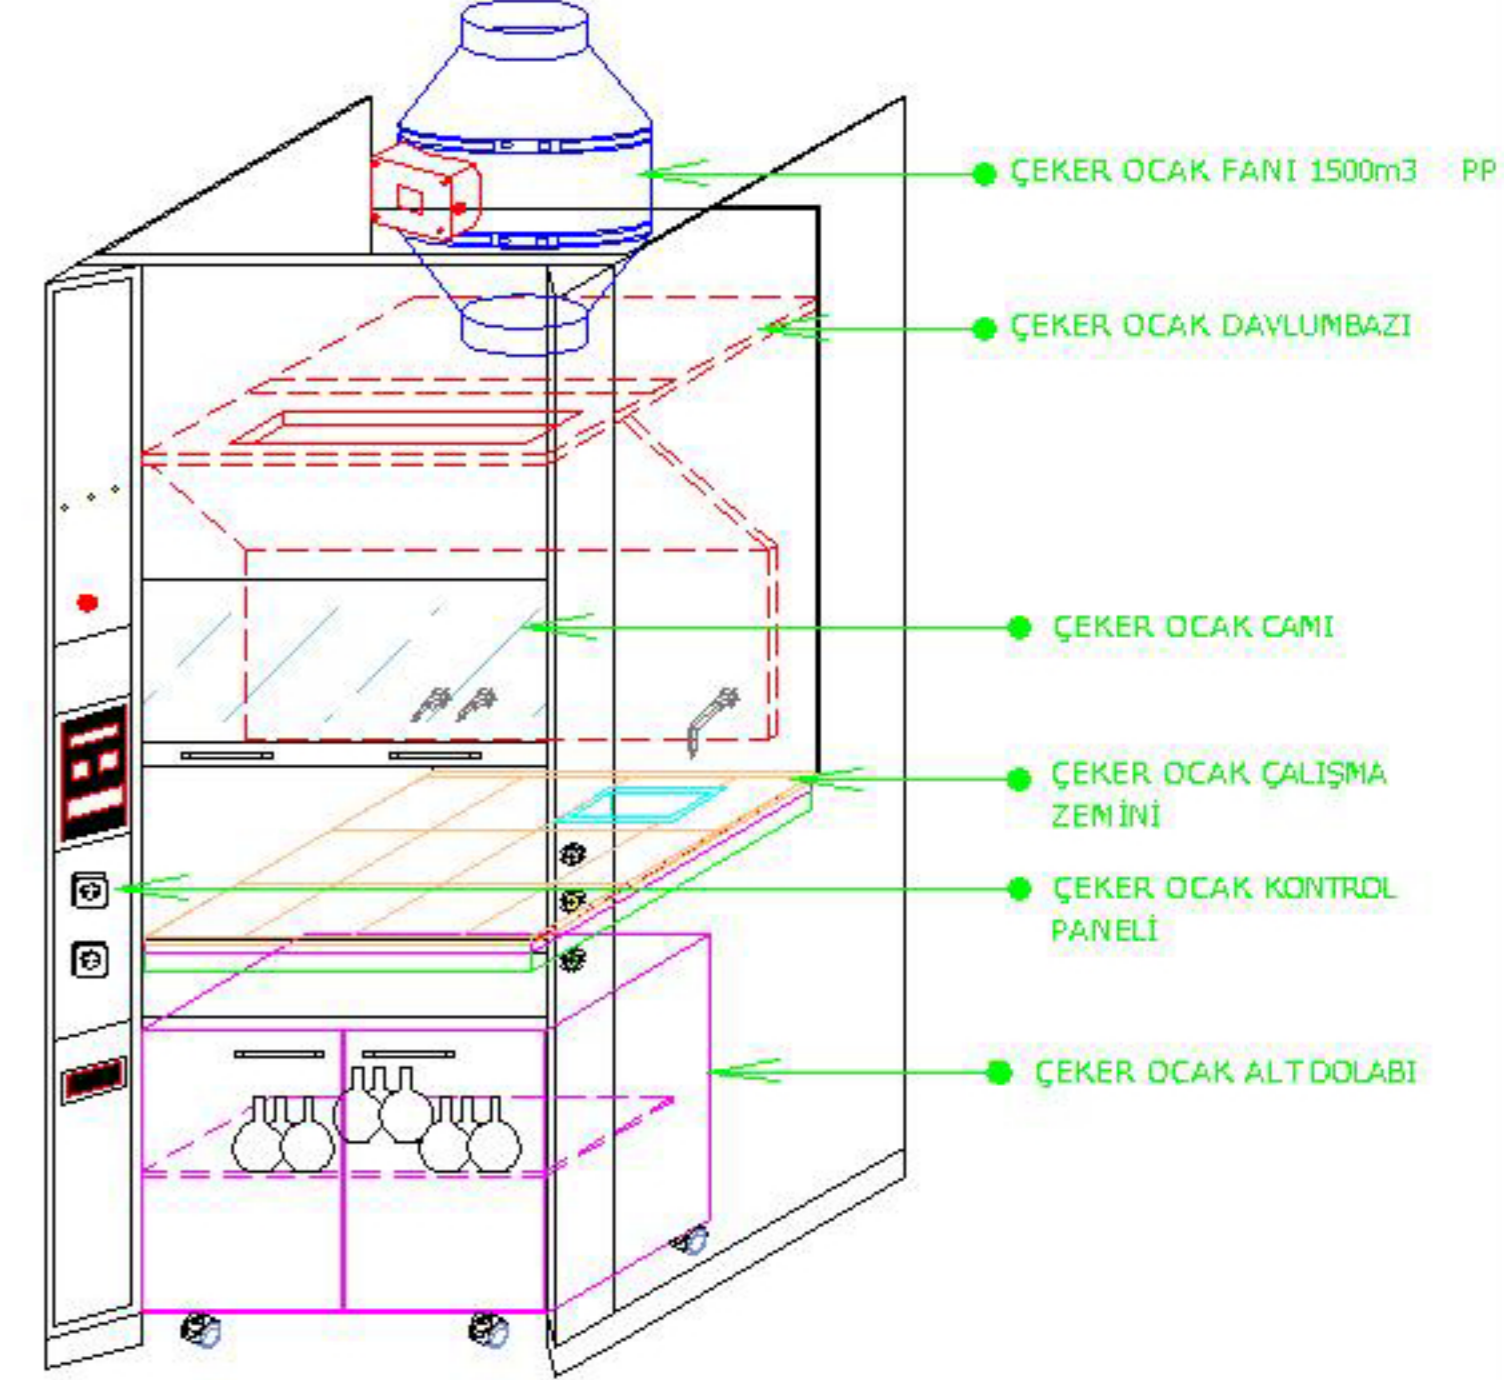 ÇEKER OCAK FANI 1500m3 PP
ÇEKER OCAK DAVLUMBAZI
ÇEKER OCAK CAMI
ÇEKER OCAK ÇALIŞMA
ZEMİNİ
ÇEKER OCAK KONTROL
PANELİ
ÇEKER OCAK ALT DOLABI